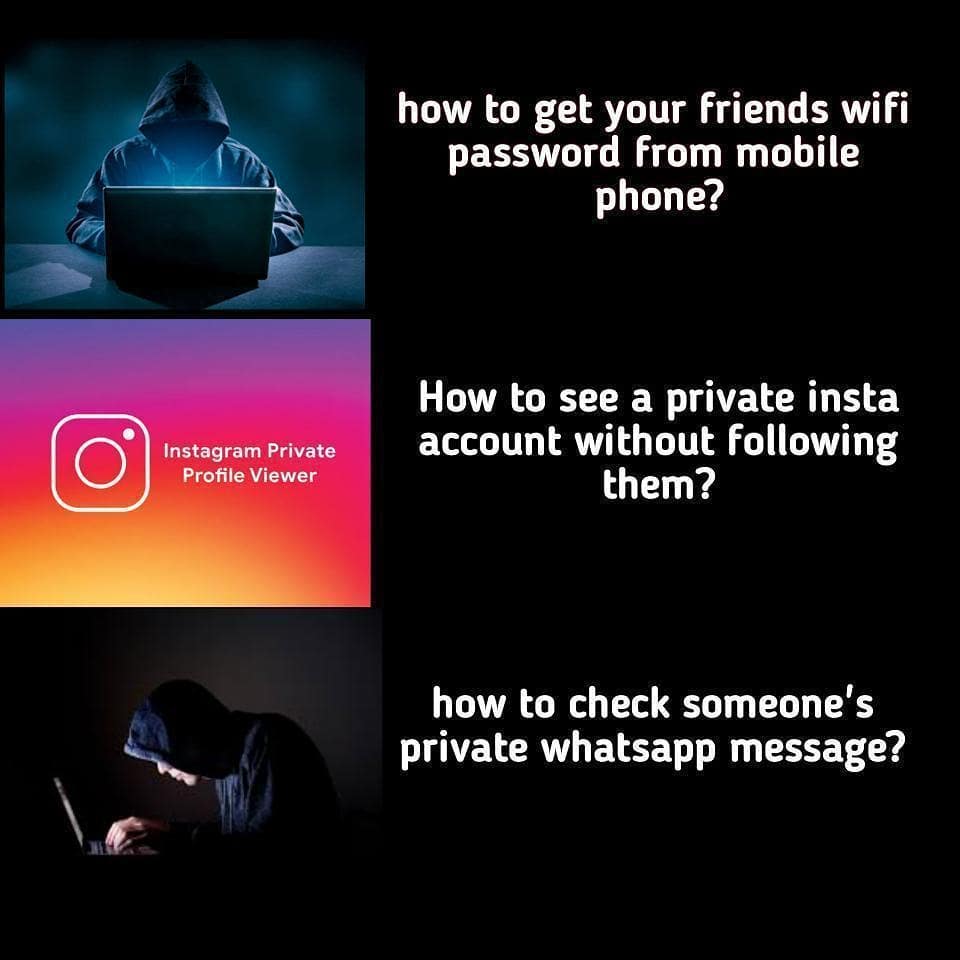 how to get your friends wifi
password from mobile
phone?
Instagram Private
Profile Viewer
How to see a private insta
account without following
them?
how to check someone's
private whatsapp message?